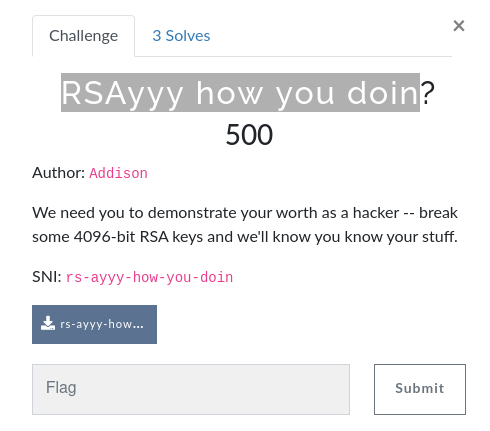 Challenge
3 Solves
×
RSAyyy how you doin?
500
Author: Addison
We need you to demonstrate your worth as a hacker -- break
some 4096-bit RSA keys and we'll know you know your stuff.
SNI: rs-ayyy-how-you-doin
rs-ayyy-how...
Flag
Submit